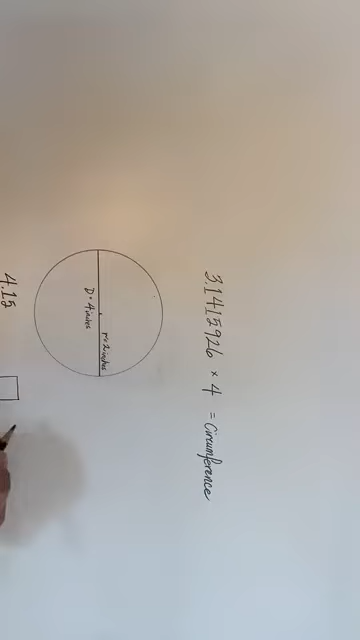 3.1415926 × 4 = Circumference
r = 2 inches
D = 4 inches
4.15